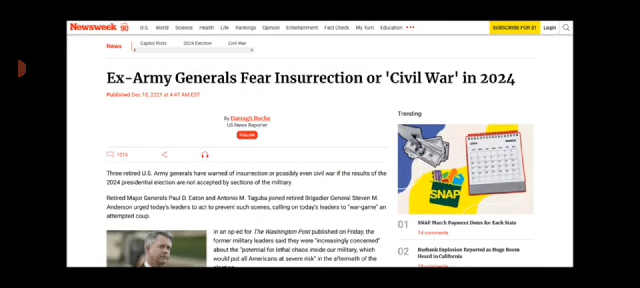 Newsweek 90 U.S. World Science Health Life Rankings Opinion Entertainment Fact Check My Turn Education SUBSCRIBE FOR $1 Login
News Capitol Riots 2024 Election Civil War
Ex-Army Generals Fear Insurrection or 'Civil War' in 2024
Published Dec 18, 2021 at 4:47 AM EST
By Darragh Roche
US News Reporter
FOLLOW
1016
Three retired U.S. Army generals have warned of insurrection or possibly even civil war if the results of the
2024 presidential election are not accepted by sections of the military.
Retired Major Generals Paul D. Eaton and Antonio M. Taguba joined retired Brigadier General Steven M.
Anderson urged today's leaders to act to prevent such scenes, calling on today's leaders to "war-game" an
attempted coup.
In an op-ed for The Washington Post published on Friday, the
former military leaders said they were "increasingly concerned"
about the "potential for lethal chaos inside our military, which
would put all Americans at severe risk" in the aftermath of the
Trending
SNAP
MARCH
01 SNAP March Payment Dates for Each State
14 comments
02 Burbank Explosion Reported as Huge Boom
Heard in California